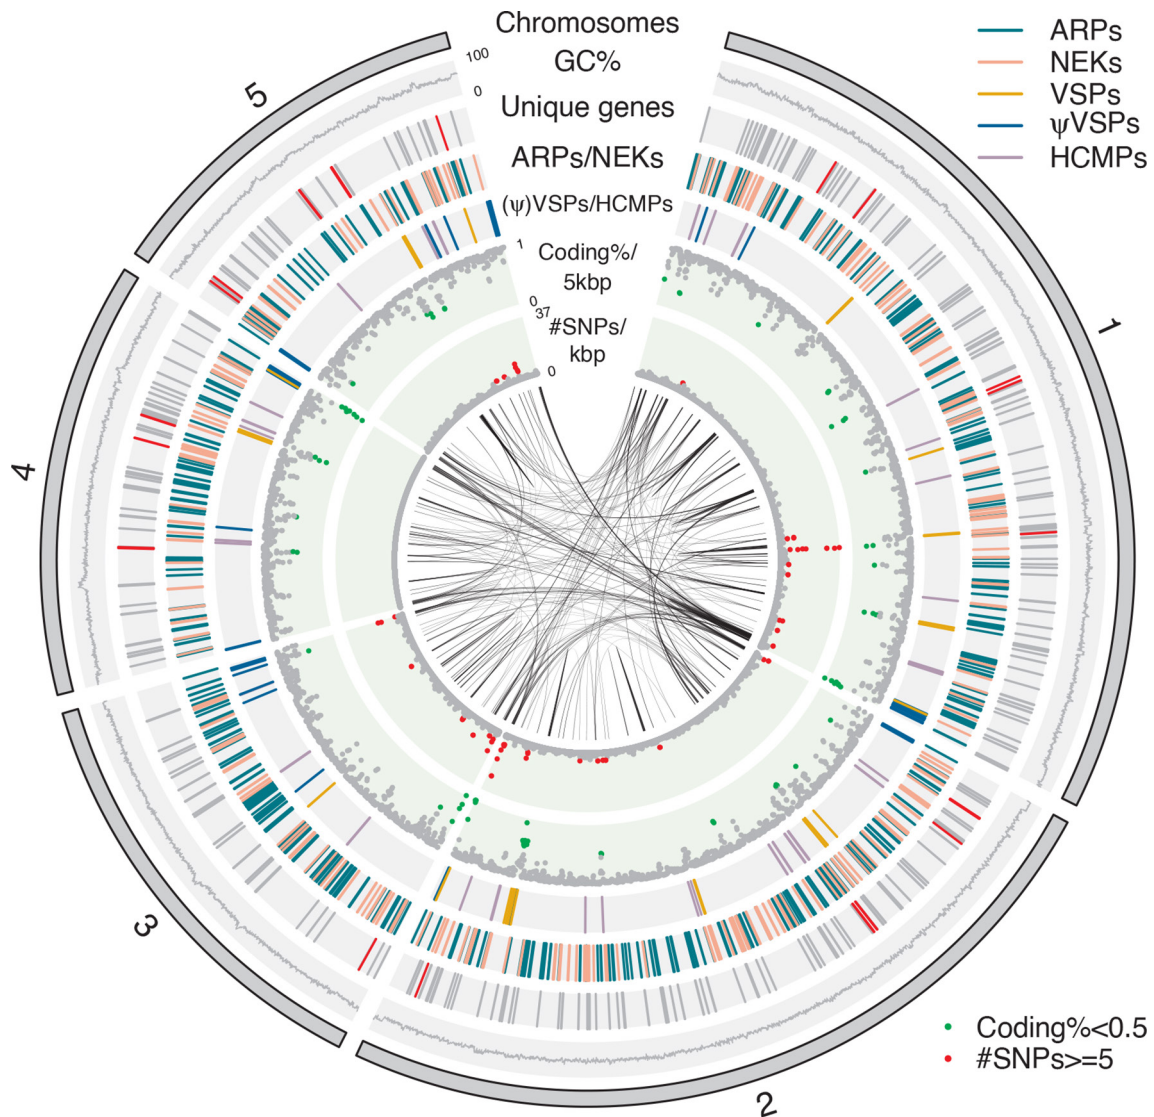 Chromosomes
GC%
Unique genes
ARPs/NEKs
(ψ)VSPs/HCMPs
Coding%/
5kbp
#SNPs/
kbp
100
0
1
0
37
0
ARPs
NEKs
VSPs
ψVSPs
HCMPs
5
1
4
3
2
Coding%<0.5
#SNPs>=5